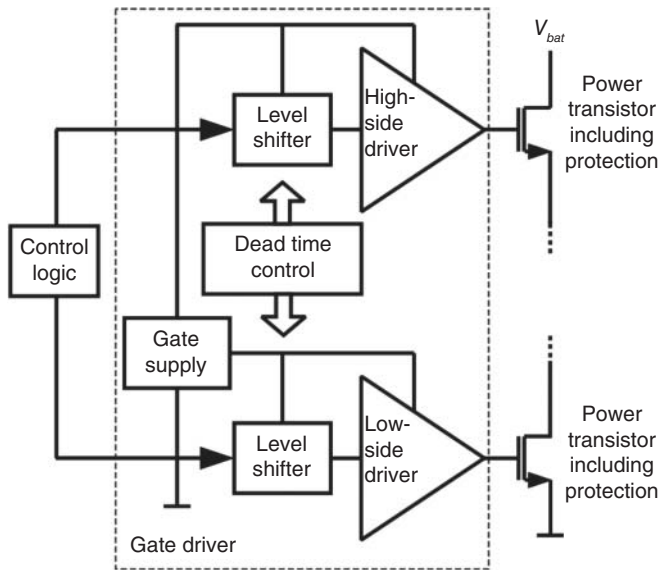 V_bat
Power
transistor
including
protection
Level
shifter
High-
side
driver
Control
logic
Dead time
control
Gate
supply
Level
shifter
Low-
side
driver
Power
transistor
including
protection
Gate driver